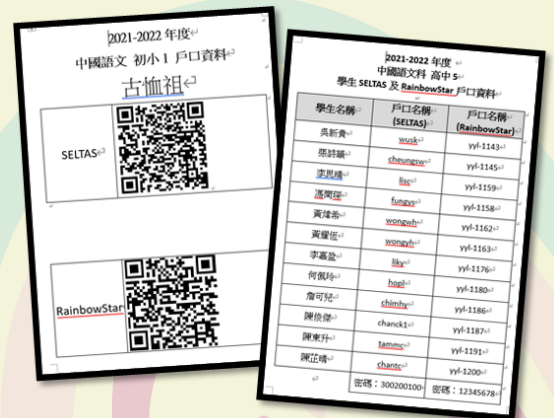 2021-2022 年度
中國語文 初小 1 戶口資料
古恤祖
SELTAS
RainbowStar
2021-2022 年度
中國語文科 高中 5
學生 SELTAS 及 RainbowStar 戶口資料
學生名稱 戶口名稱 (SELTAS) 戶口名稱 (RainbowStar)
吳新貴 wusk yyl-1143
張詩穎 cheungsw yyl-1145
李思晴 lisc yyl-1159
馮閔瑆 fungys yyl-1158
黃煒希 wongwh yyl-1162
黃耀恆 wongyh yyl-1163
李嘉盈 liky yyl-1176
何佩玲 hopl yyl-1180
詹可兒 chimhy yyl-1186
陳俊傑 chanck1 yyl-1187
陳東升 tammc yyl-1191
陳芷晴 chantc yyl-1200
密碼：300200100 密碼：12345678